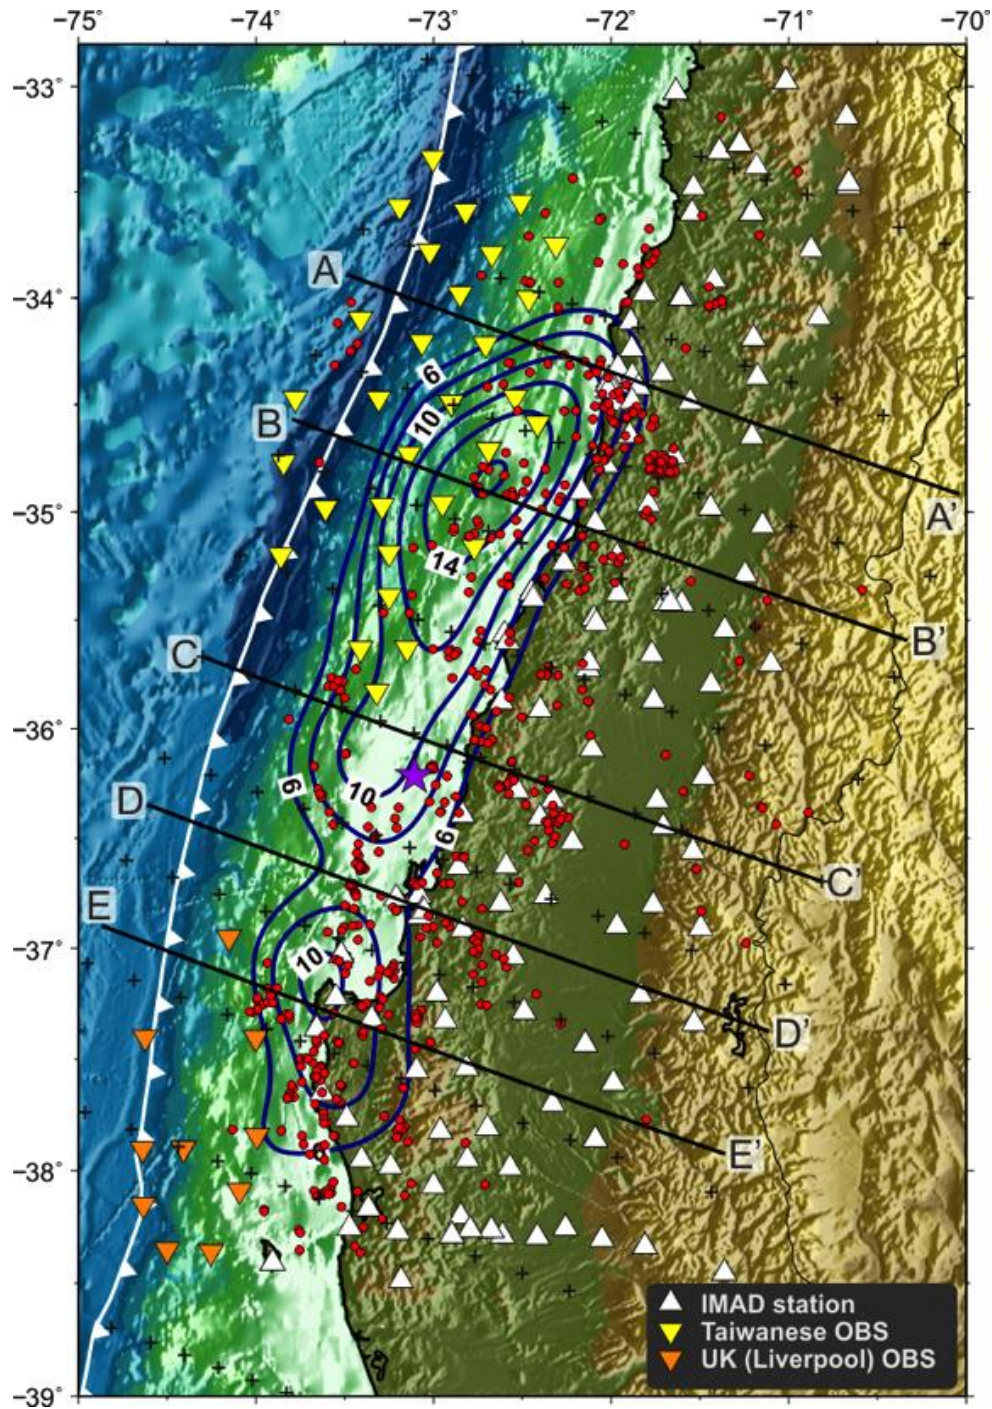 −75° −74° −73° −72° −71° −70°
−33°
A
−34°
6
10
B
−35°
A'
14
B'
C
−36°
6
10
D
6
C'
E
−37°
10
D'
E'
−38°
IMAD station
Taiwanese OBS
UK (Liverpool) OBS
−39°